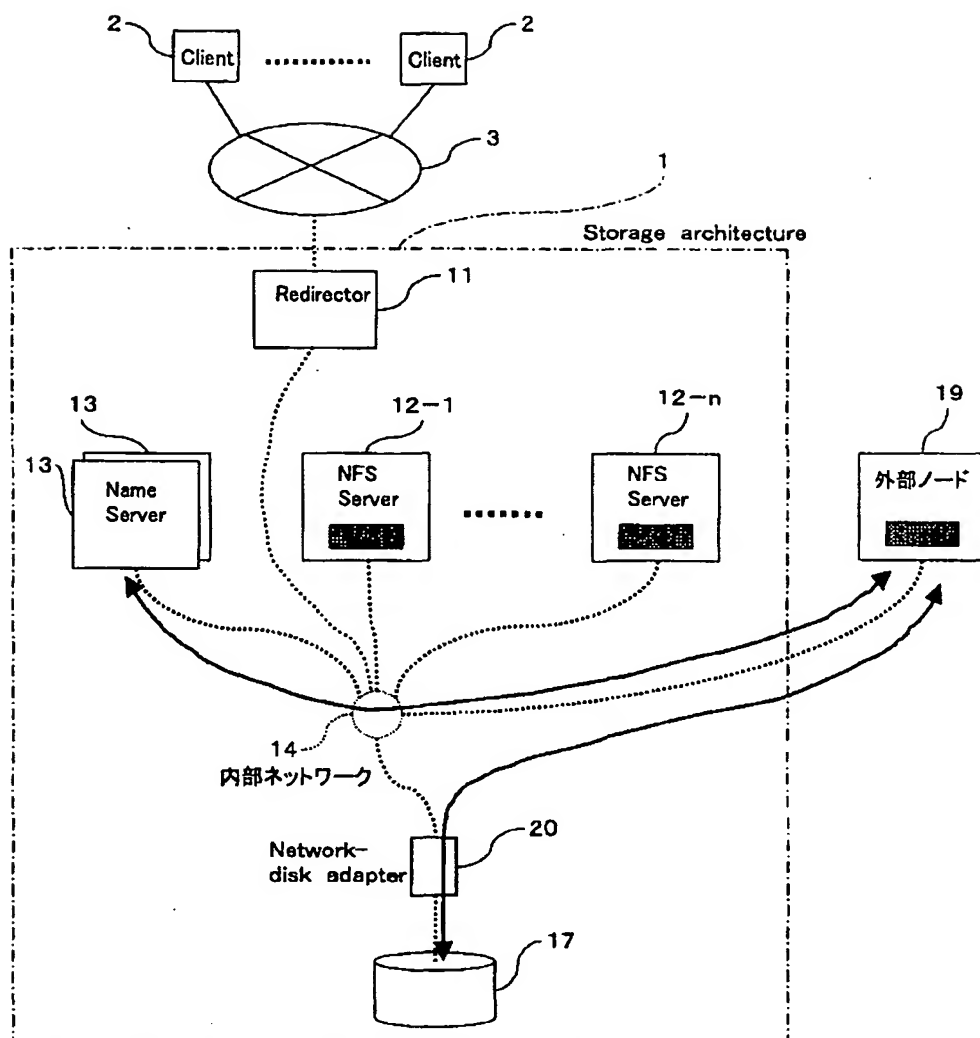 2
2
Client
Client
3
1
Storage architecture
Redirector
11
13
12-1
12-n
19
13
Name
Server
NFS
Server
NFS
Server
外部ノード
14
内部ネットワーク
20
Network-
disk adapter
17